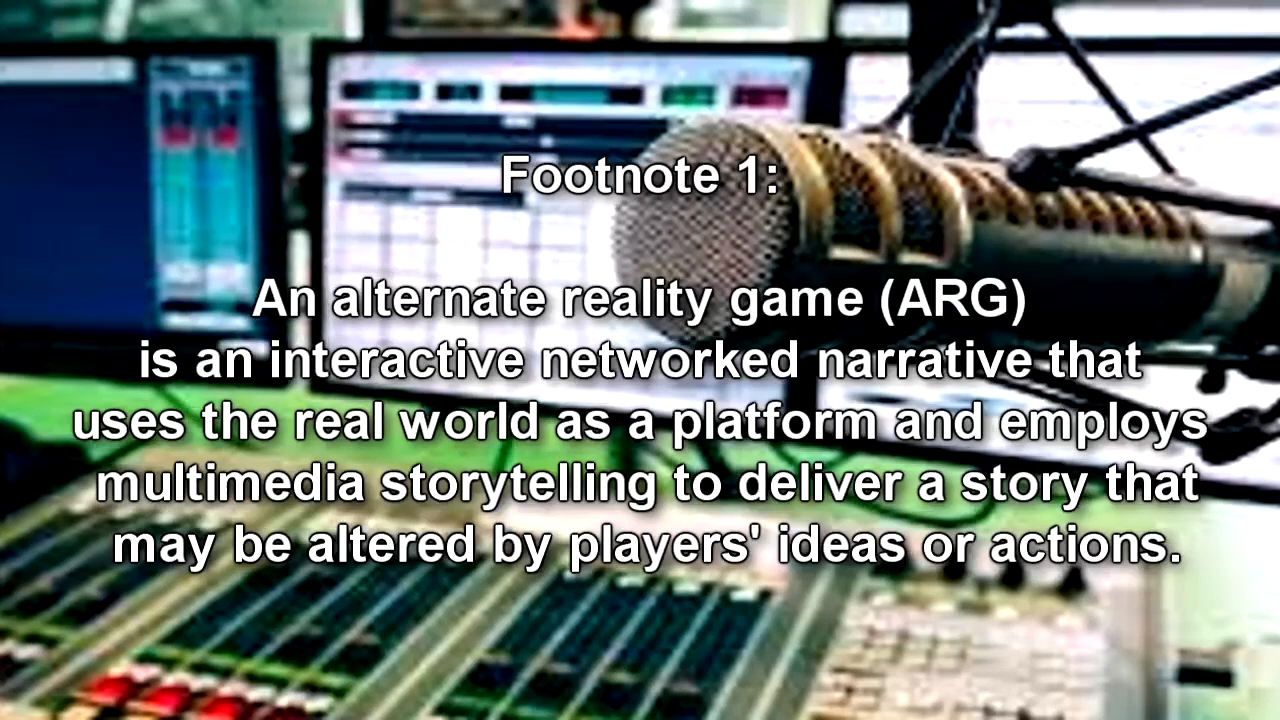 Footnote 1:
An alternate reality game (ARG)
is an interactive networked narrative that
uses the real world as a platform and employs
multimedia storytelling to deliver a story that
may be altered by players' ideas or actions.